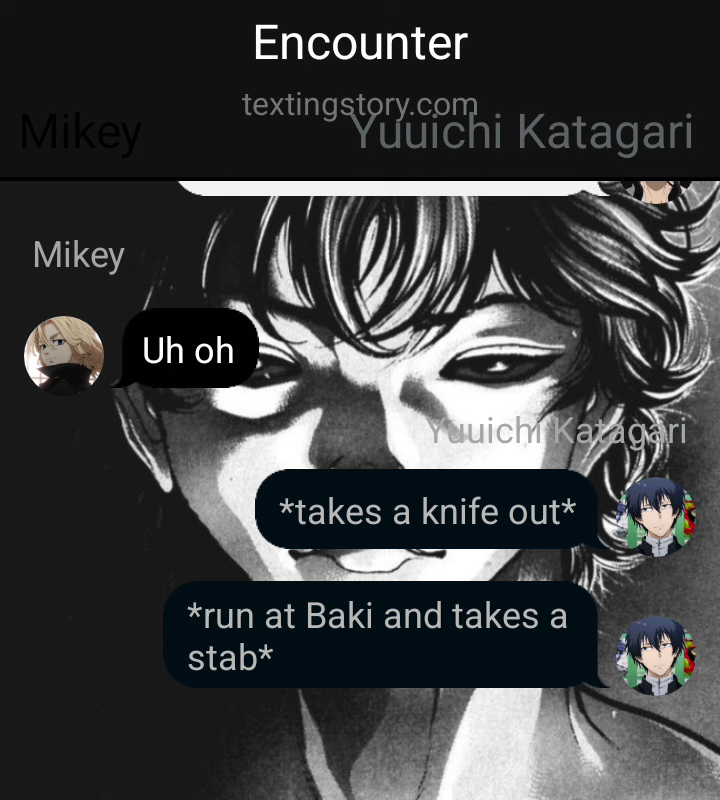 Encounter
textingstory.com
Mikey
Yuuichi Katagari
Mikey
Uh oh
Yuuichi Katagari
*takes a knife out*
*run at Baki and takes a
stab*